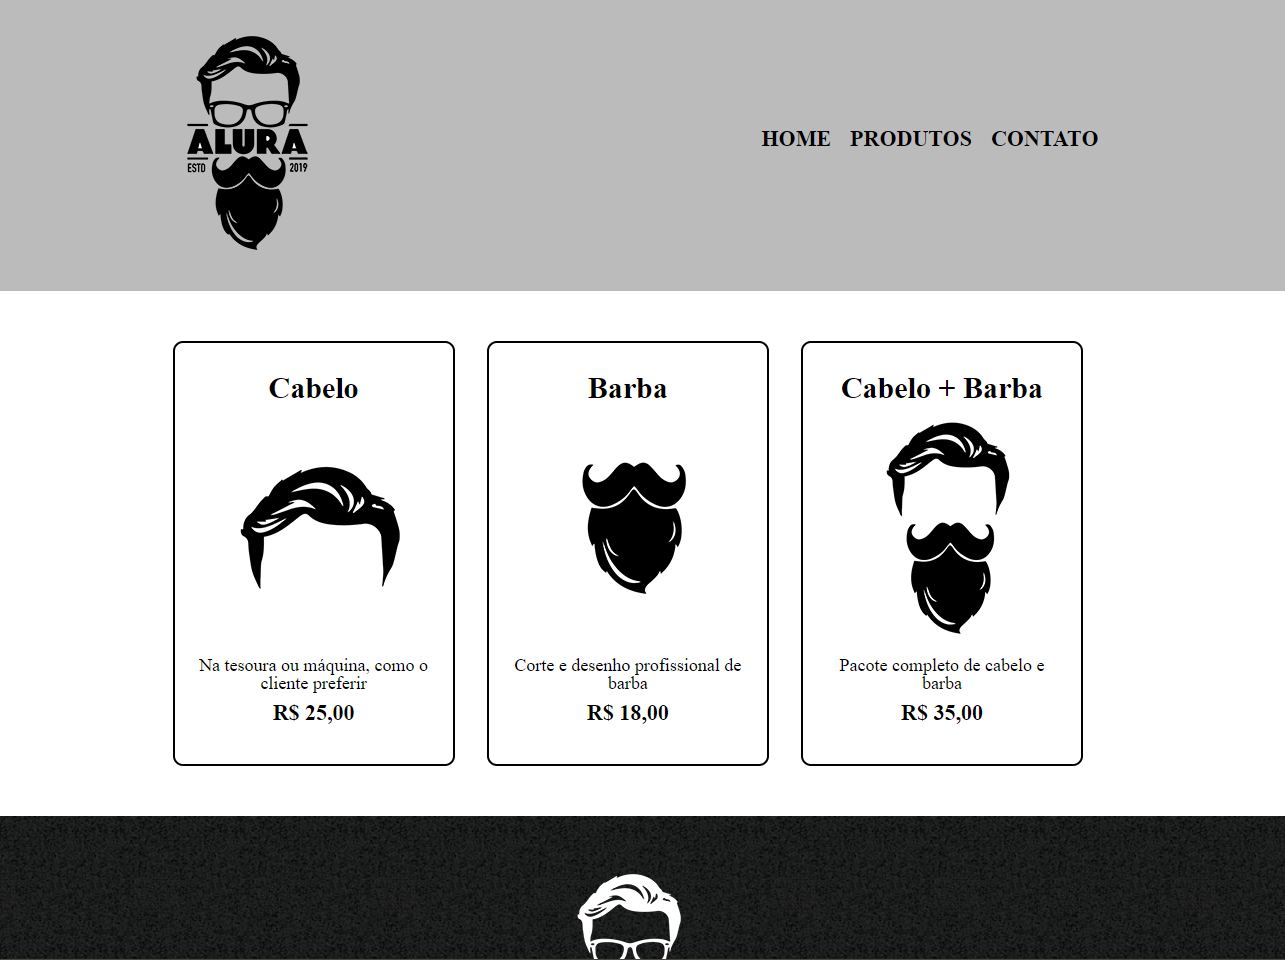 ALURA
ESTD 2019
HOME PRODUTOS CONTATO
Cabelo
Na tesoura ou máquina, como o
cliente preferir
R$ 25,00
Barba
Corte e desenho profissional de
barba
R$ 18,00
Cabelo + Barba
Pacote completo de cabelo e
barba
R$ 35,00